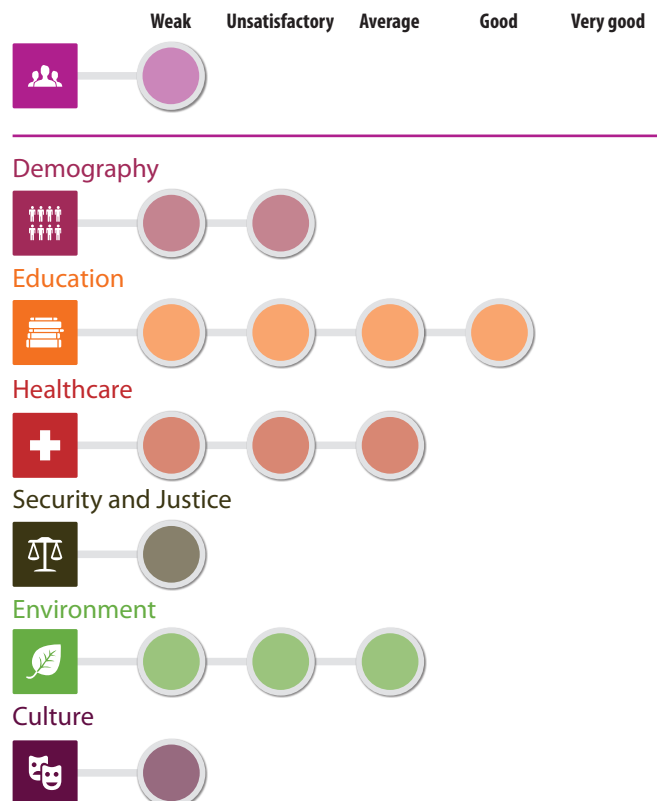 Weak Unsatisfactory Average Good Very good
Demography
Education
Healthcare
Security and Justice
Environment
Culture